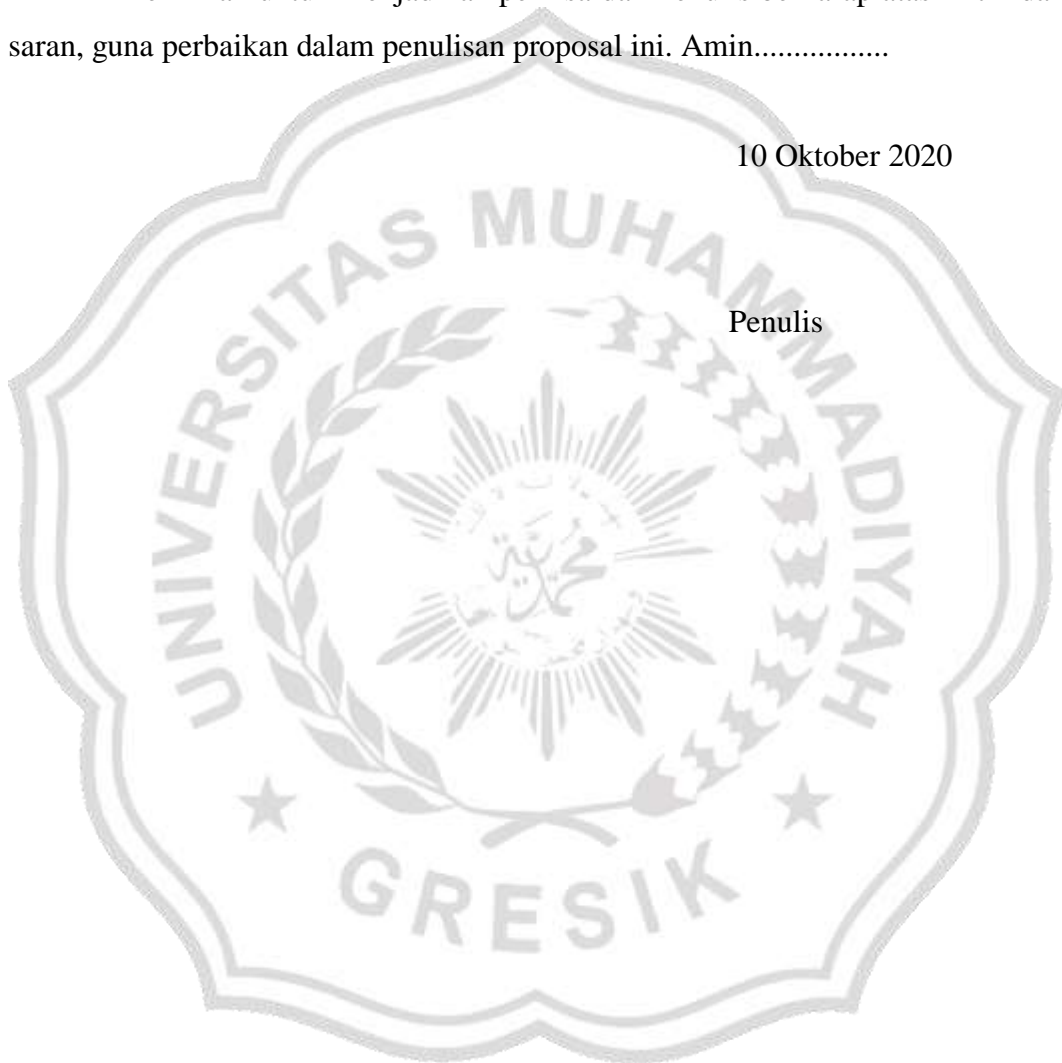 saran, guna perbaikan dalam penulisan proposal ini. Amin.................
10 Oktober 2020
Penulis
UNIVERSITAS MUHAMMADIYAH
GRESIK